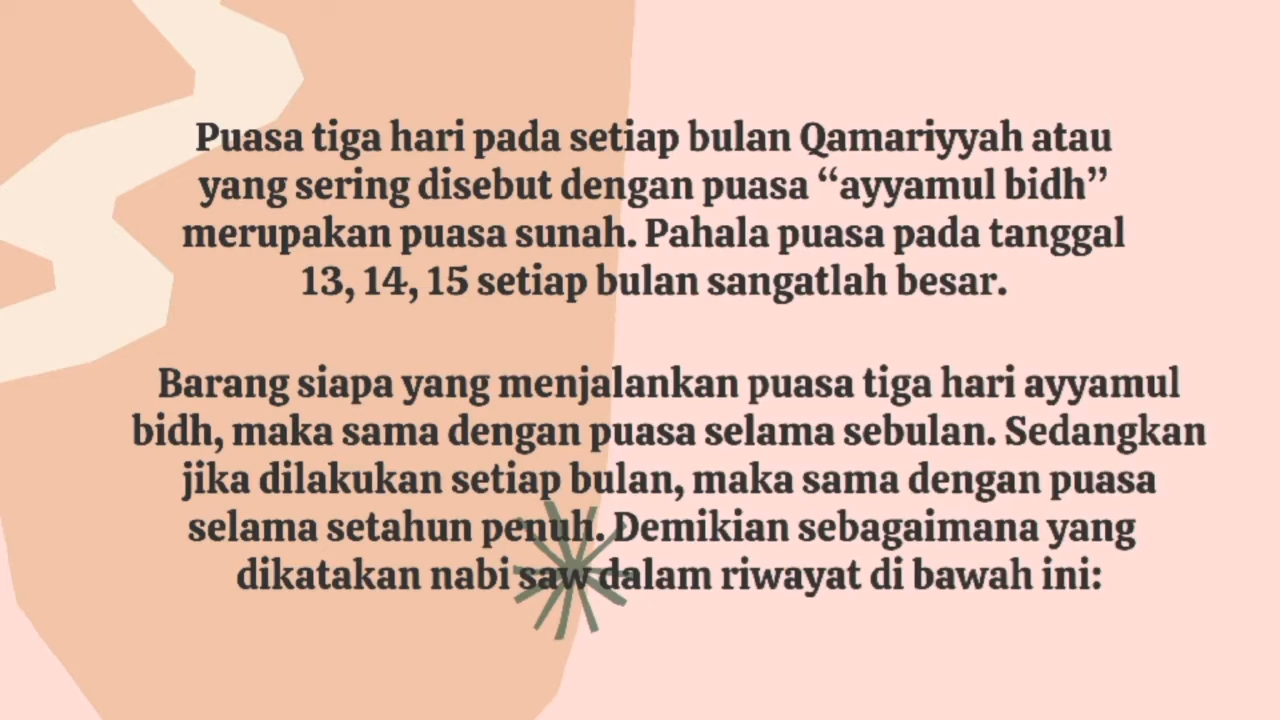 Puasa tiga hari pada setiap bulan Qamariyyah atau
yang sering disebut dengan puasa “ayyamul bidh”
merupakan puasa sunah. Pahala puasa pada tanggal
13, 14, 15 setiap bulan sangatlah besar.
Barang siapa yang menjalankan puasa tiga hari ayyamul
bidh, maka sama dengan puasa selama sebulan. Sedangkan
jika dilakukan setiap bulan, maka sama dengan puasa
selama setahun penuh. Demikian sebagaimana yang
dikatakan nabi saw dalam riwayat di bawah ini: